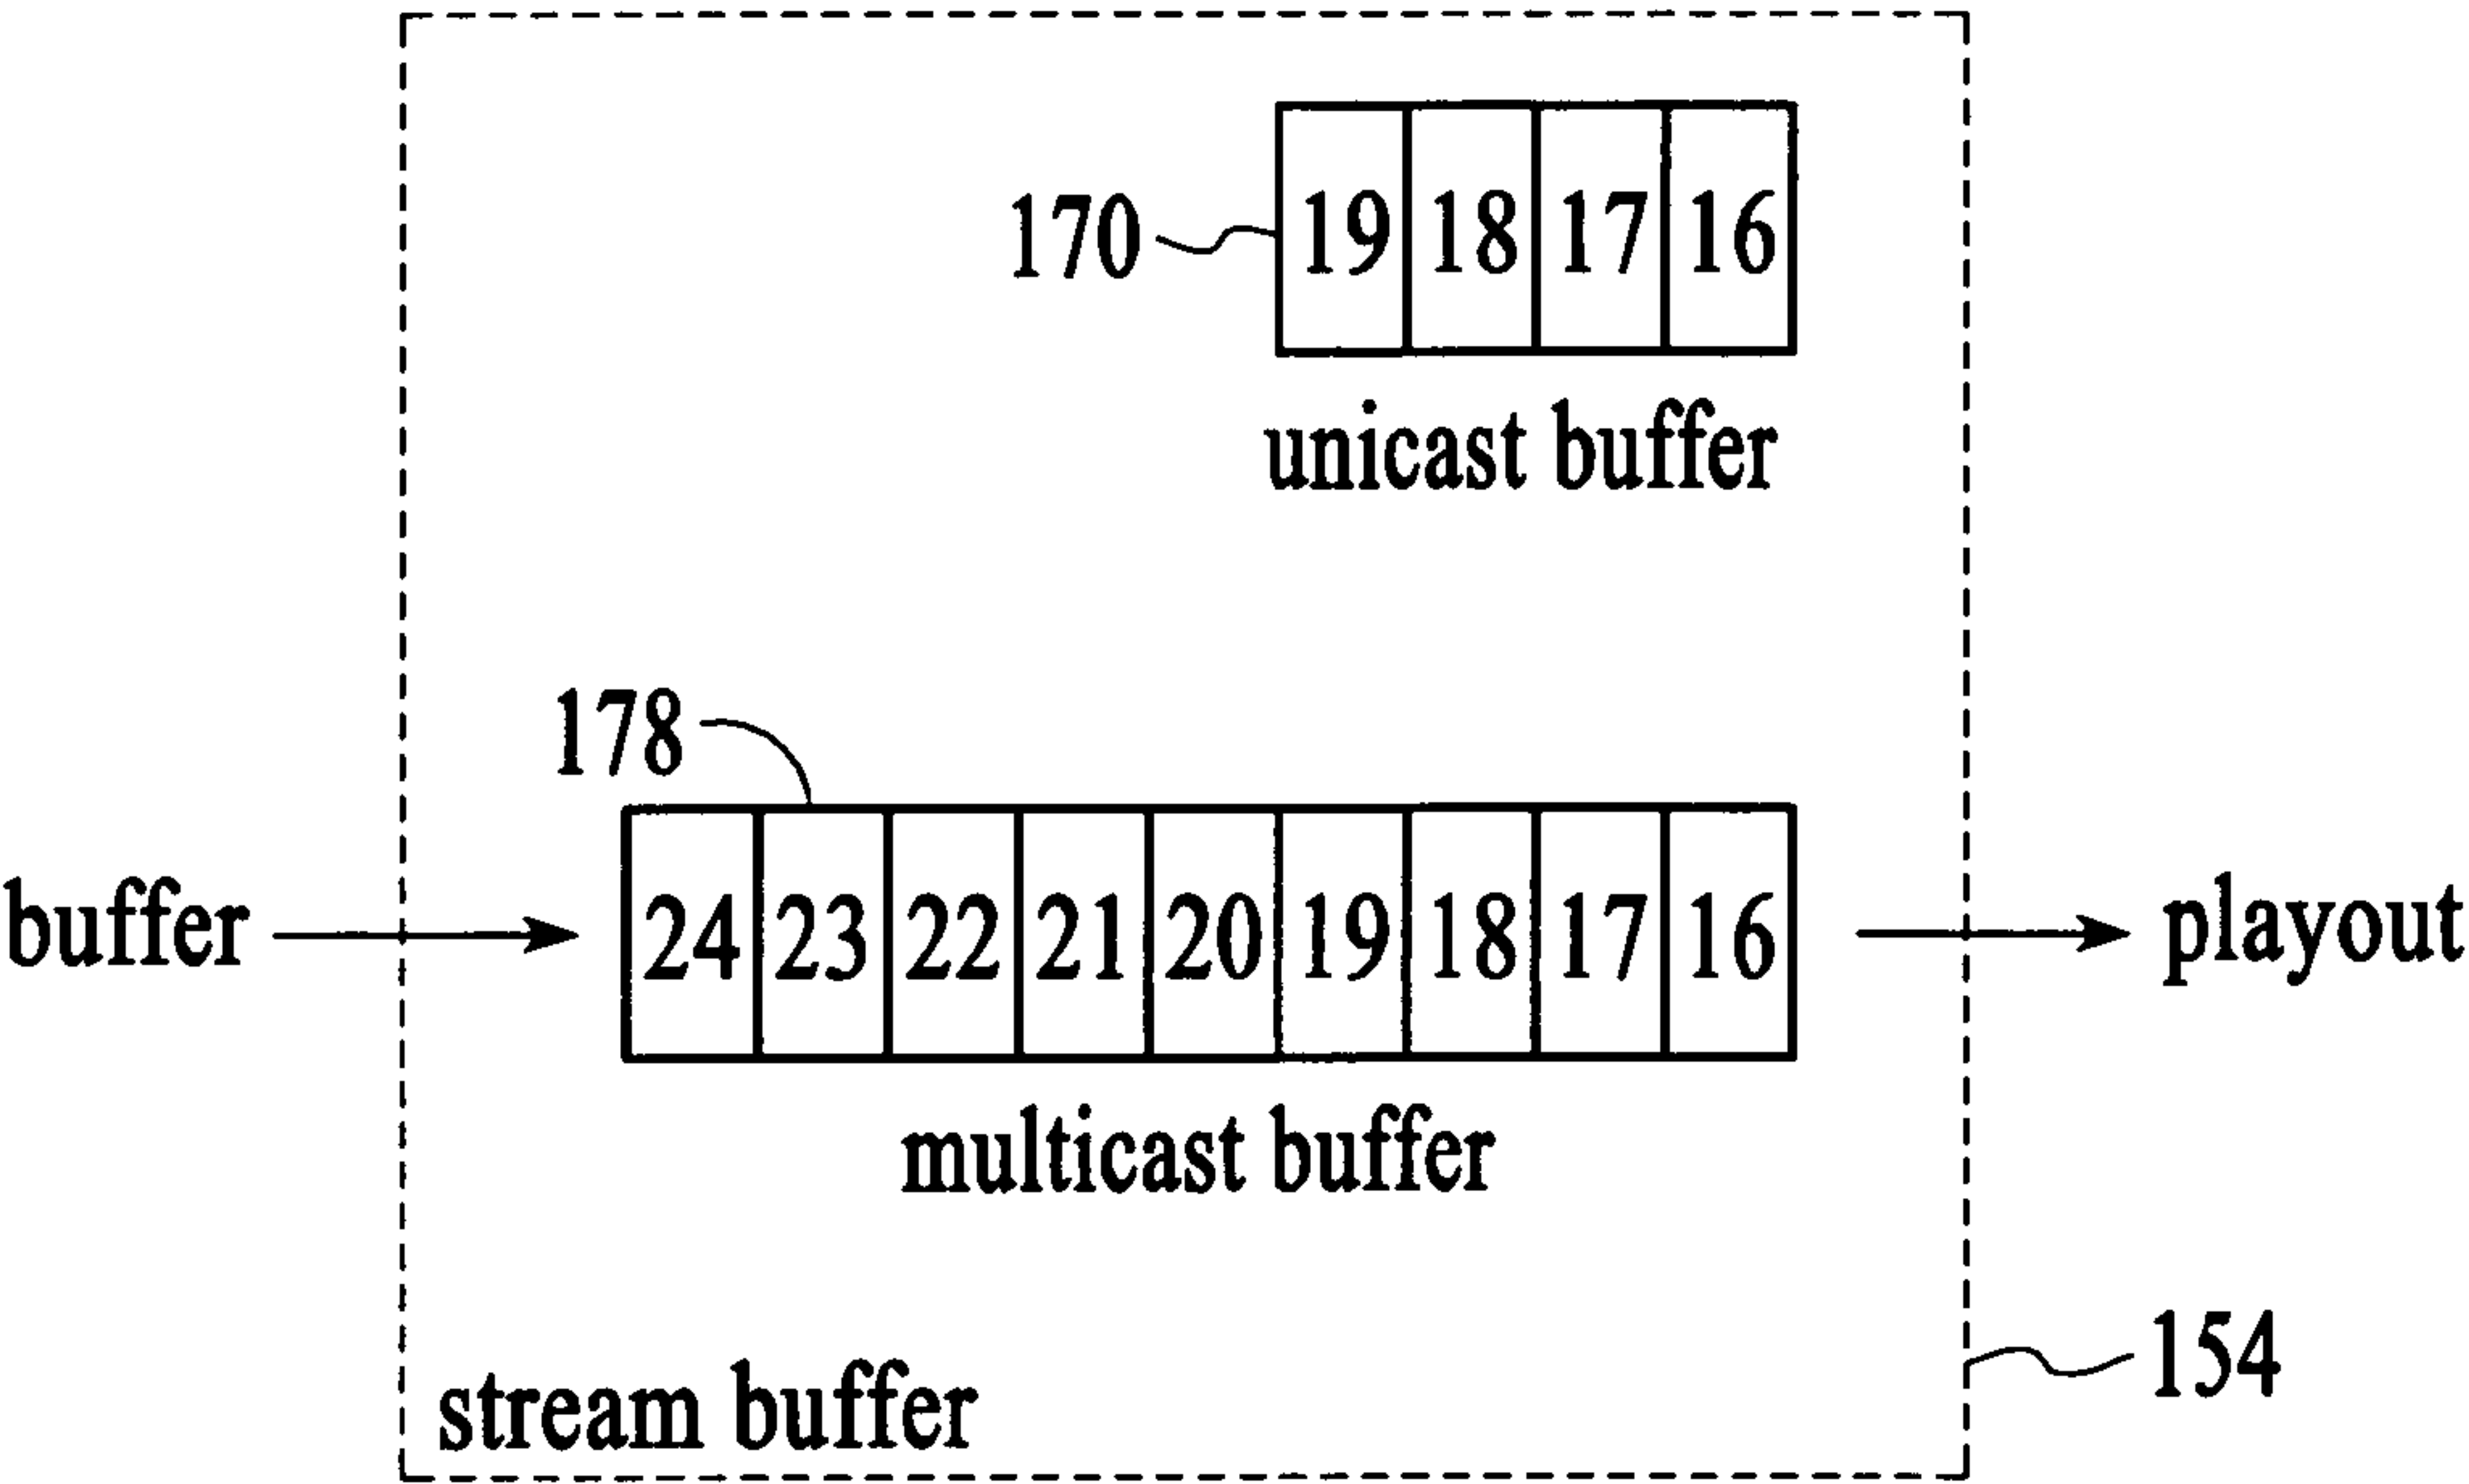 170
19 18 17 16
unicast buffer
178
buffer
24 23 22 21 20 19 18 17 16
playout
multicast buffer
154
stream buffer